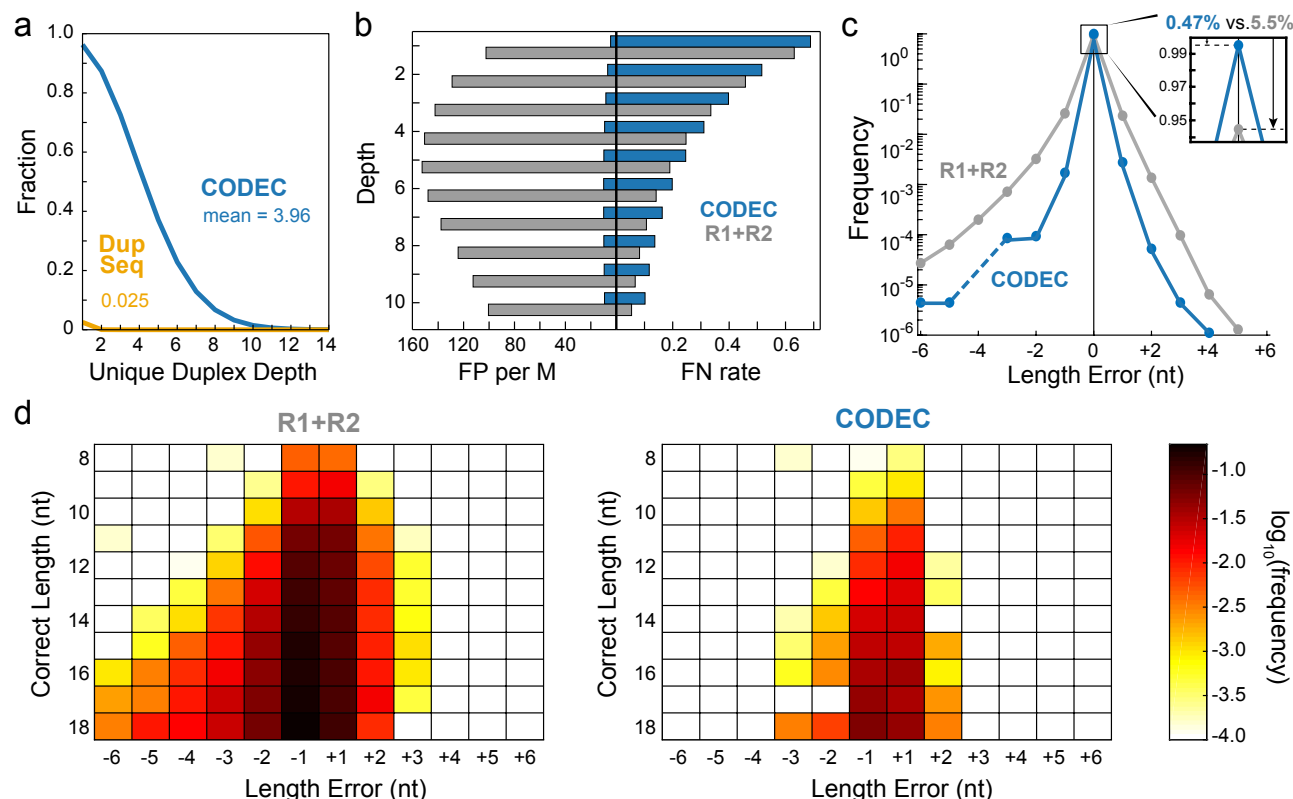 a
1.0
0.8
0.6
0.4
0.2
0
Fraction
CODEC
mean = 3.96
Dup
Seq
0.025
2 4 6 8 10 12 14
Unique Duplex Depth
b
Depth
2
4
6
8
10
CODEC
R1+R2
160 120 80 40 0.2 0.4 0.6
FP per M FN rate
c
0.47% vs.5.5%
0.99
0.97
0.95
Frequency
10^0
10^-1
10^-2
10^-3
10^-4
10^-5
10^-6
R1+R2
CODEC
-6 -4 -2 0 +2 +4 +6
Length Error (nt)
d
R1+R2
Correct Length (nt)
8
10
12
14
16
18
-6 -5 -4 -3 -2 -1 +1 +2 +3 +4 +5 +6
Length Error (nt)
CODEC
Correct Length (nt)
8
10
12
14
16
18
-6 -5 -4 -3 -2 -1 +1 +2 +3 +4 +5 +6
Length Error (nt)
-1.0
-1.5
-2.0
-2.5
-3.0
-3.5
-4.0
log₁₀(frequency)